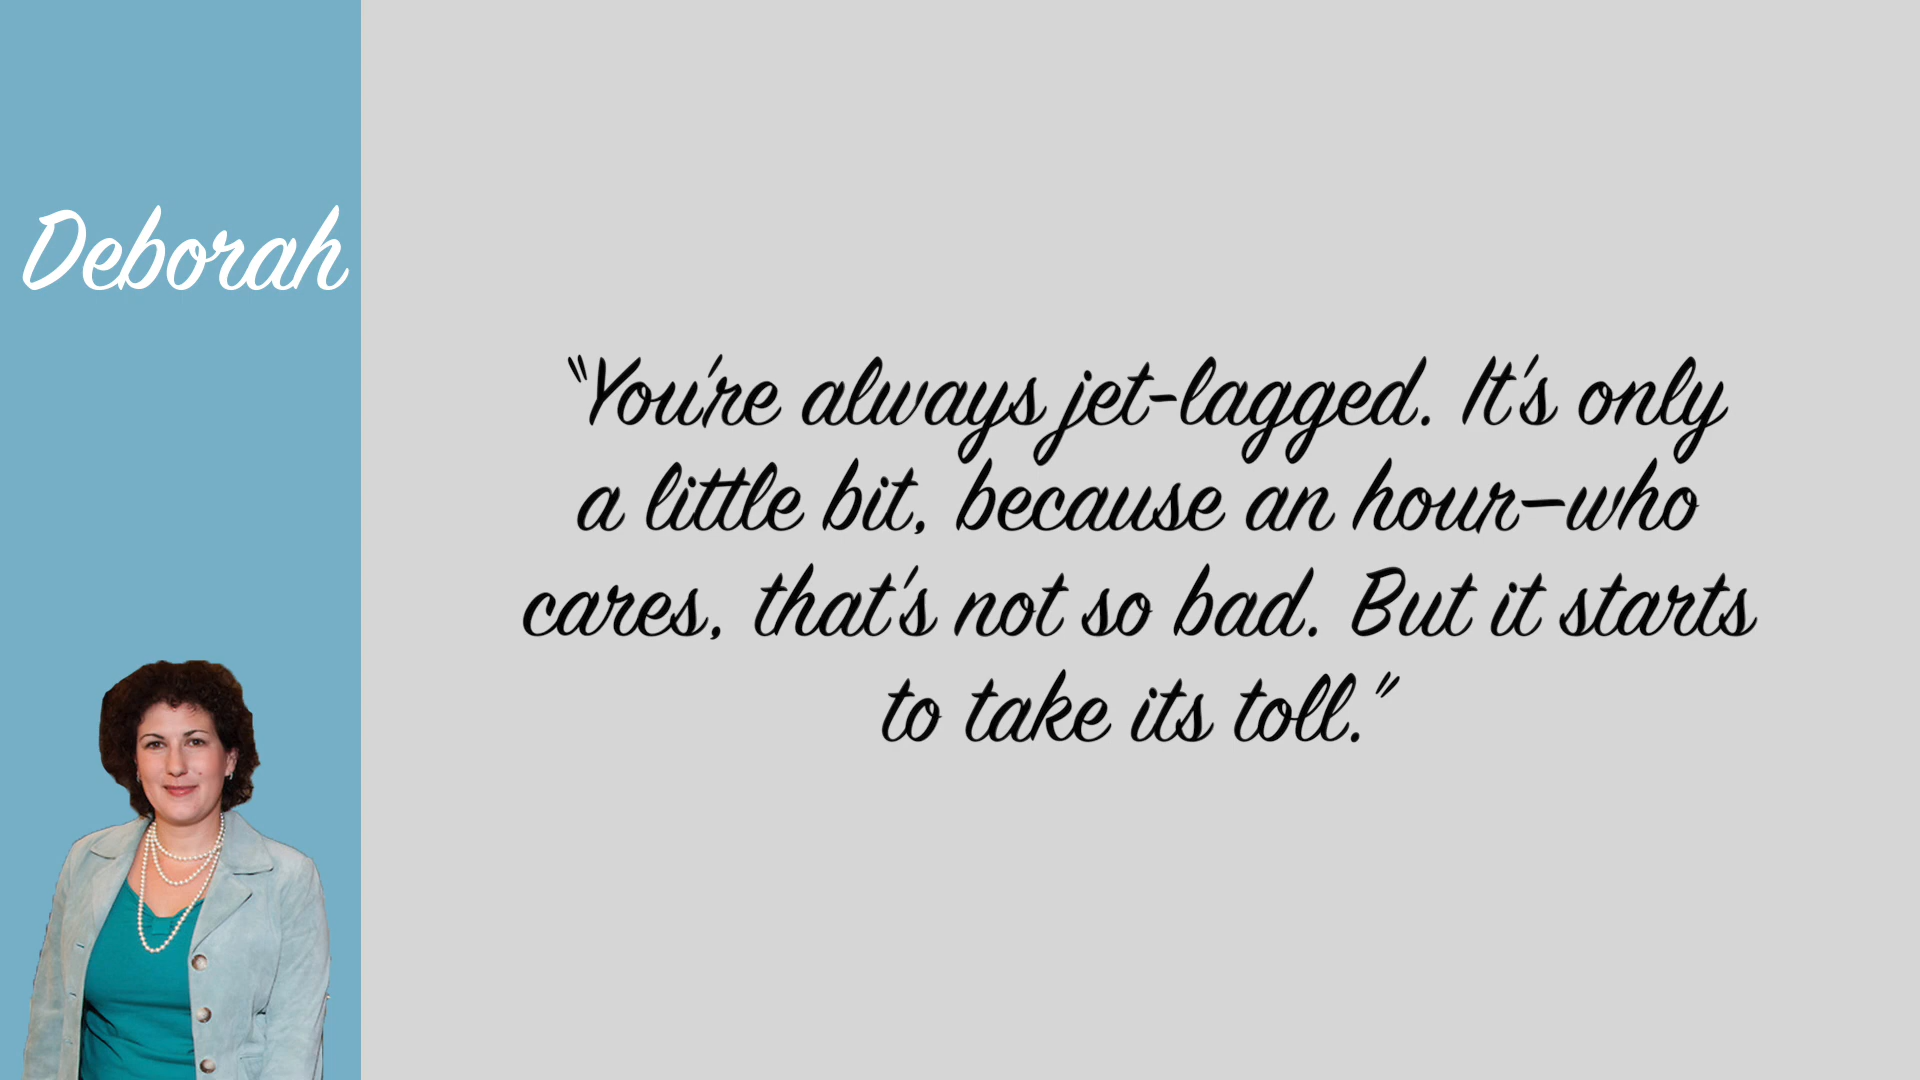 Deborah
“You're always jet-lagged. It's only
a little bit, because an hour–who
cares, that's not so bad. But it starts
to take its toll.”